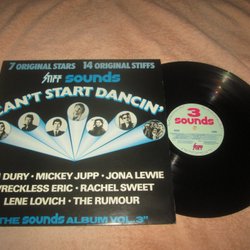 7 ORIGINAL STARS 14 ORIGINAL STIFFS
Stiff sounds
CAN'T START DANCIN'
DURY • MICKEY JUPP • JONA LEWIE
WRECKLESS ERIC • RACHEL SWEET
LENE LOVICH • THE RUMOUR
"THE sounds ALBUM VOL. 3"
3
sounds